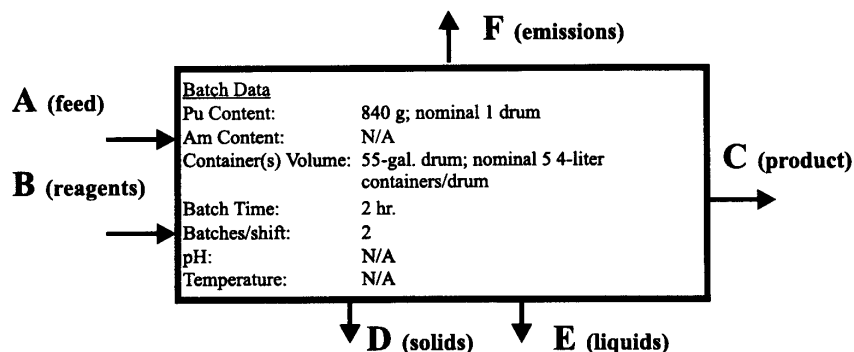 F (emissions)
A (feed)
B (reagents)
Batch Data
Pu Content: 840 g; nominal 1 drum
Am Content: N/A
Container(s) Volume: 55-gal. drum; nominal 5 4-liter
containers/drum
Batch Time: 2 hr.
Batches/shift: 2
pH: N/A
Temperature: N/A
C (product)
D (solids)
E (liquids)